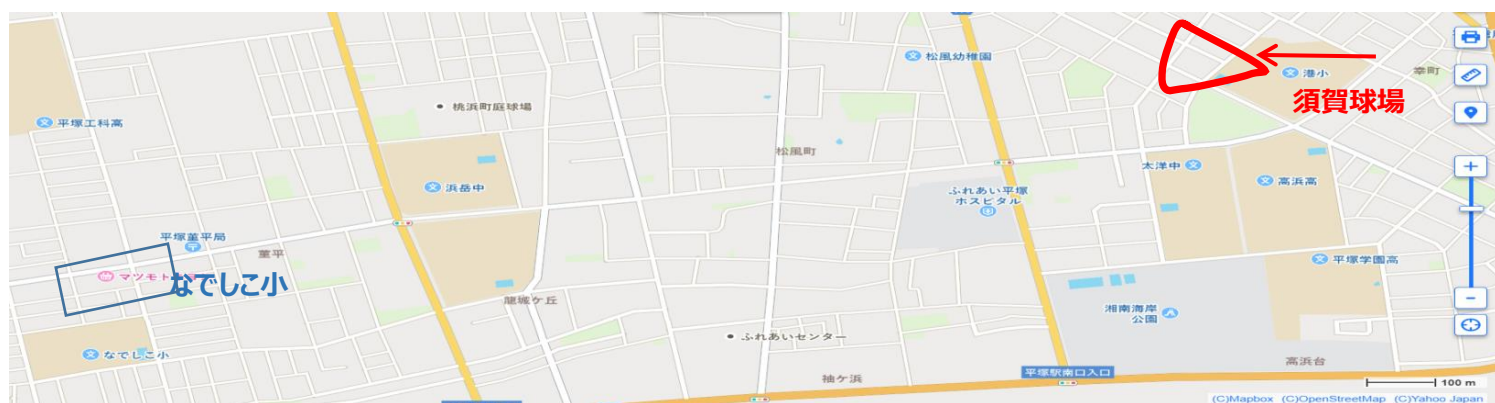 松風幼稚園
港小
幸町
須賀球場
桃浜町庭球場
平塚工科高
松風町
太洋中
高浜高
浜岳中
ふれあい平塚
ホスピタル
平塚菫平局
菫平
平塚学園高
マツモト
なでしこ小
龍城ケ丘
湘南海岸
公園
ふれあいセンター
なでしこ小
高浜台
袖ケ浜
平塚駅南口入口
100 m
(C)Mapbox (C)OpenStreetMap (C)Yahoo Japan